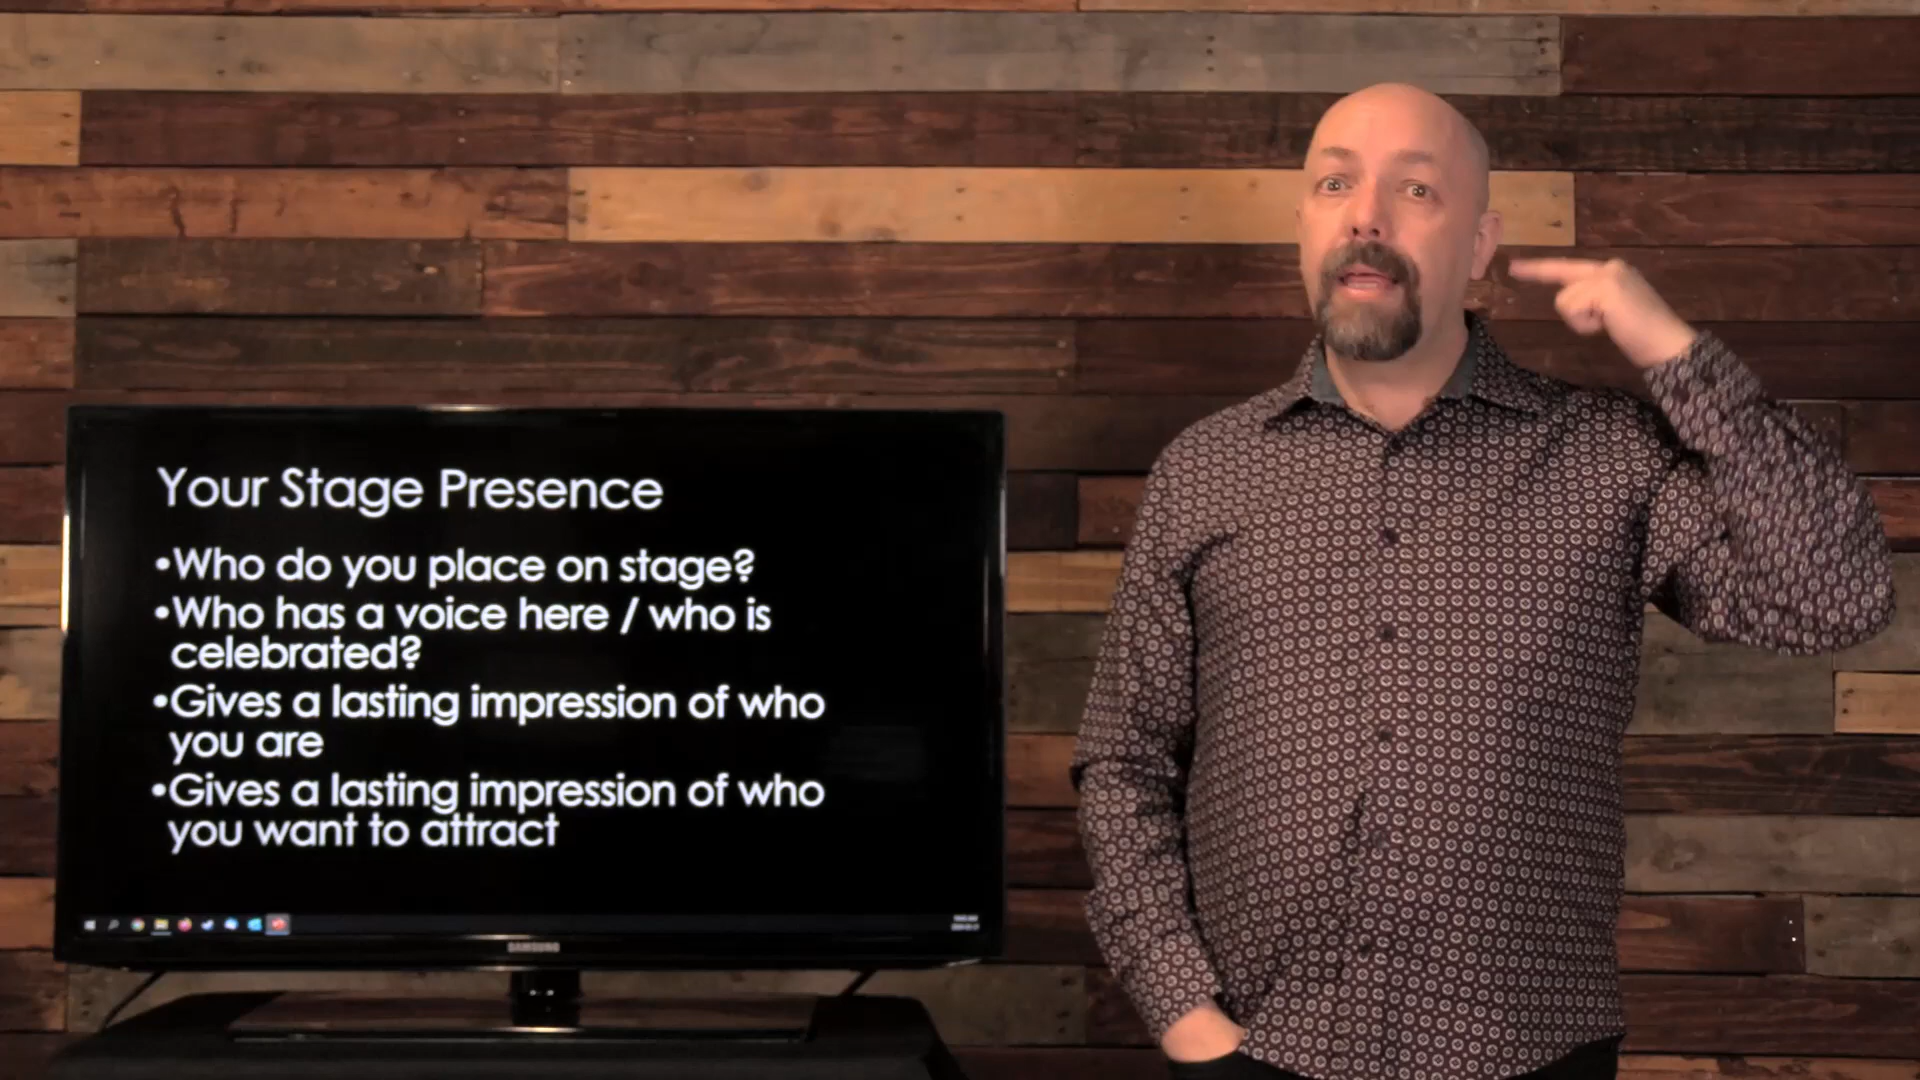 Your Stage Presence
•Who do you place on stage?
•Who has a voice here / who is
celebrated?
•Gives a lasting impression of who
you are
•Gives a lasting impression of who
you want to attract
SAMSUNG